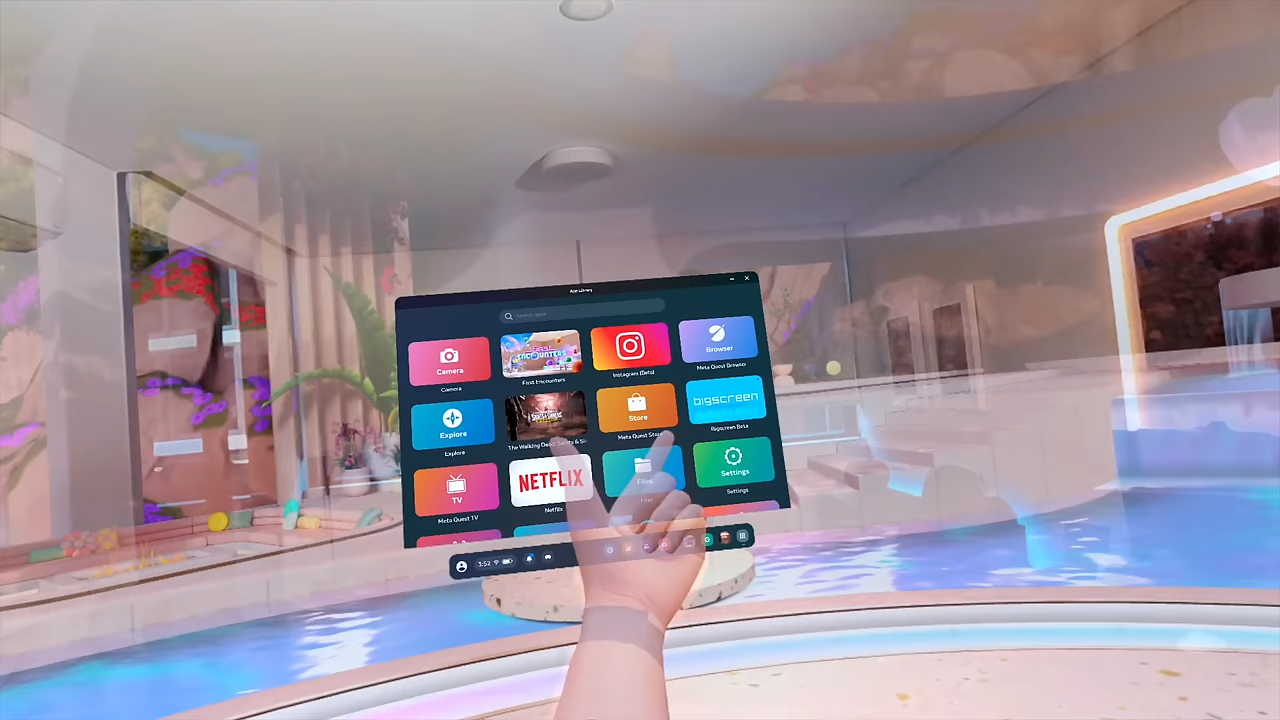 App Library
Search apps
Camera
Camera
First
ENCOUNTERS
First Encounters
Instagram (Beta)
Browser
Meta Quest Browser
Explore
Explore
The Walking Dead: Saints & Si
Store
Meta Quest Store
bigscreen
Bigscreen Beta
TV
Meta Quest TV
NETFLIX
Netflix
Files
Files
Settings
Settings
3:52